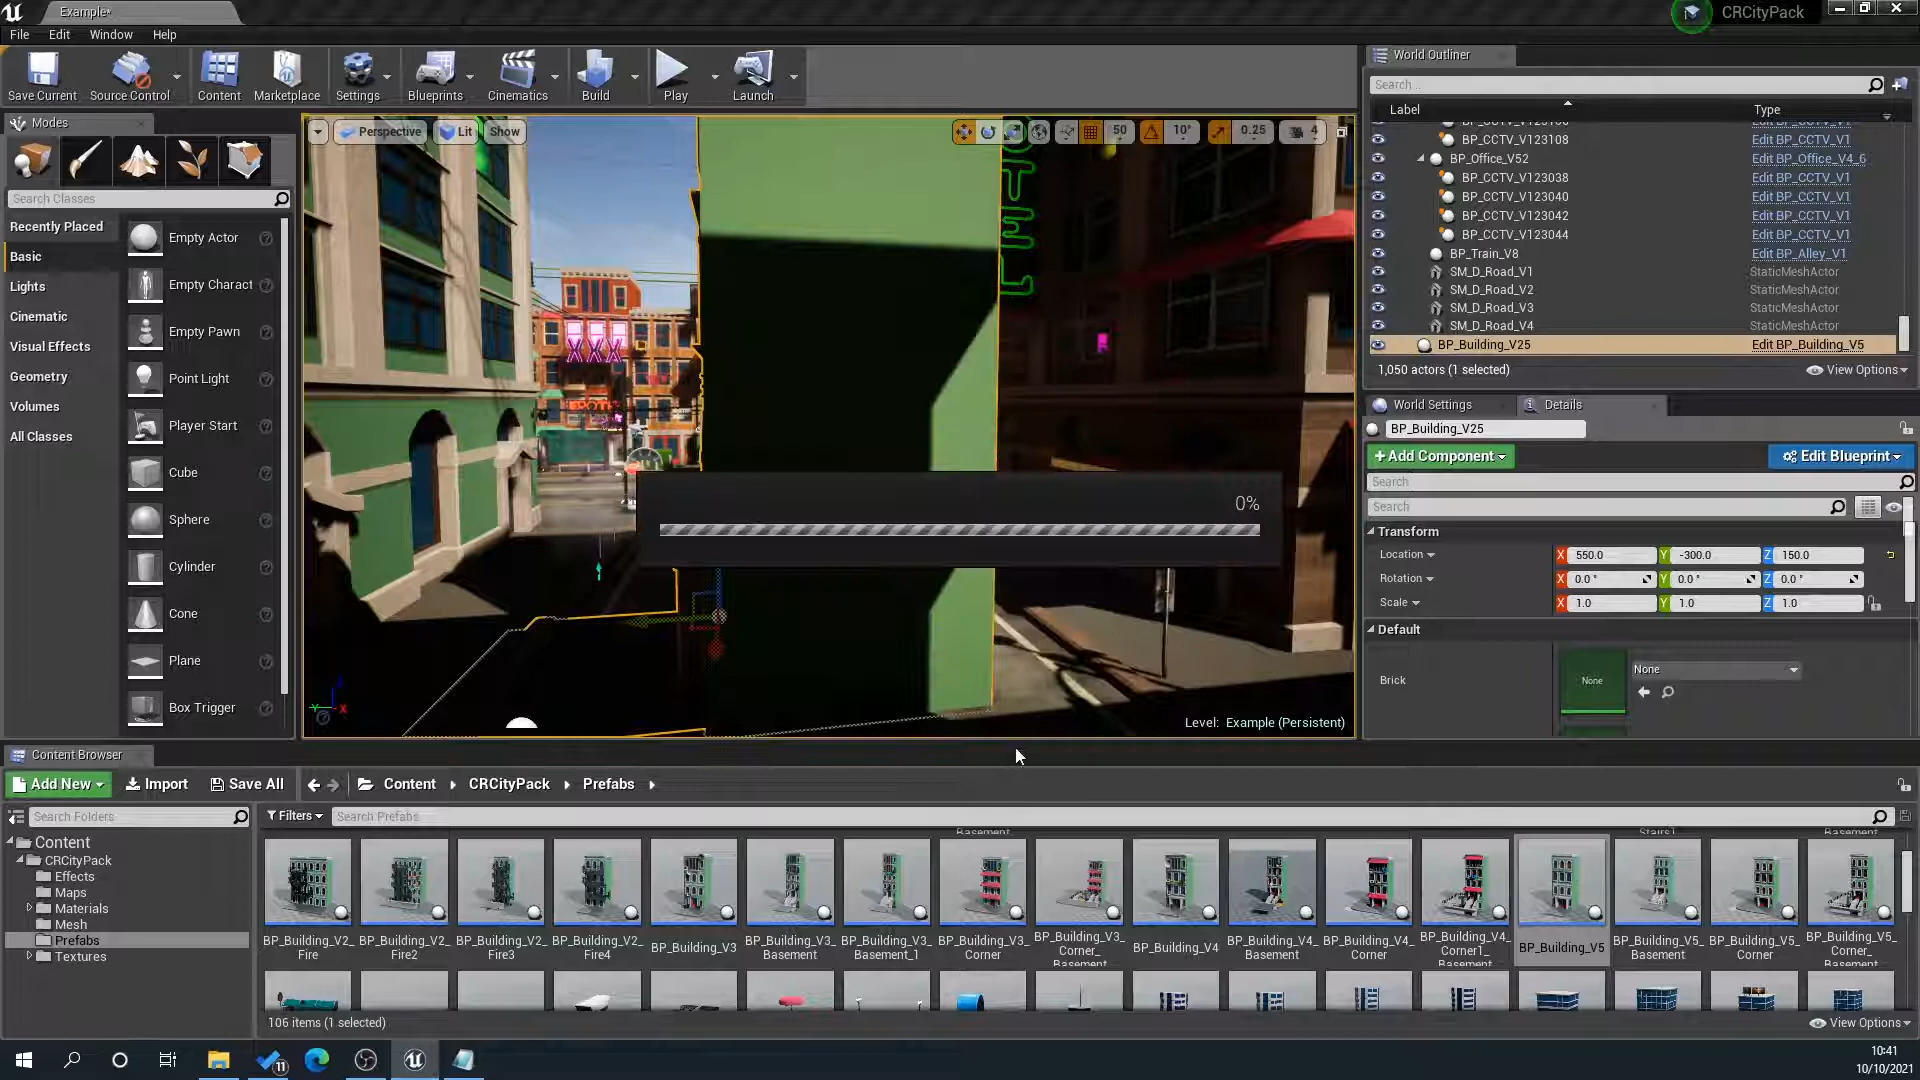 Example*
CRCityPack
File Edit Window Help
Save Current
Source Control
Content
Marketplace
Settings
Blueprints
Cinematics
Build
Play
Launch
Modes
Search Classes
Recently Placed
Basic
Lights
Cinematic
Visual Effects
Geometry
Volumes
All Classes
Empty Actor
Empty Charact
Empty Pawn
Point Light
Player Start
Cube
Sphere
Cylinder
Cone
Plane
Box Trigger
Perspective Lit Show
50 10° 0.25 4
XXX
0%
Level: Example (Persistent)
World Outliner
Search...
Label Type
BP_CCTV_V123108 Edit BP_CCTV_V1
BP_Office_V52 Edit BP_Office_V4_6
BP_CCTV_V123038 Edit BP_CCTV_V1
BP_CCTV_V123040 Edit BP_CCTV_V1
BP_CCTV_V123042 Edit BP_CCTV_V1
BP_CCTV_V123044 Edit BP_CCTV_V1
BP_Train_V8 Edit BP_Alley_V1
SM_D_Road_V1 StaticMeshActor
SM_D_Road_V2 StaticMeshActor
SM_D_Road_V3 StaticMeshActor
SM_D_Road_V4 StaticMeshActor
BP_Building_V25 Edit BP_Building_V5
1,050 actors (1 selected) View Options
World Settings Details
BP_Building_V25
+Add Component Edit Blueprint
Search
Search
Transform
Location X 550.0 Y -300.0 Z 150.0
Rotation X 0.0 ° Y 0.0 ° Z 0.0 °
Scale X 1.0 Y 1.0 Z 1.0
Default
Brick None None
Content Browser
Add New Import Save All Content CRCityPack Prefabs
Search Folders
Filters Search Prefabs
Content
CRCityPack
Effects
Maps
Materials
Mesh
Prefabs
Textures
Basement
Stairs1
Basement
BP_Building_V2_
Fire
BP_Building_V2_
Fire2
BP_Building_V2_
Fire3
BP_Building_V2_
Fire4
BP_Building_V3
BP_Building_V3_
Basement
BP_Building_V3_
Basement_1
BP_Building_V3_
Corner
BP_Building_V3_
Corner_
Basement
BP_Building_V4
BP_Building_V4_
Basement
BP_Building_V4_
Corner
BP_Building_V4_
Corner1_
Basement
BP_Building_V5
BP_Building_V5_
Basement
BP_Building_V5_
Corner
BP_Building_V5_
Corner_
Basement
106 items (1 selected) View Options
11
10:41
10/10/2021